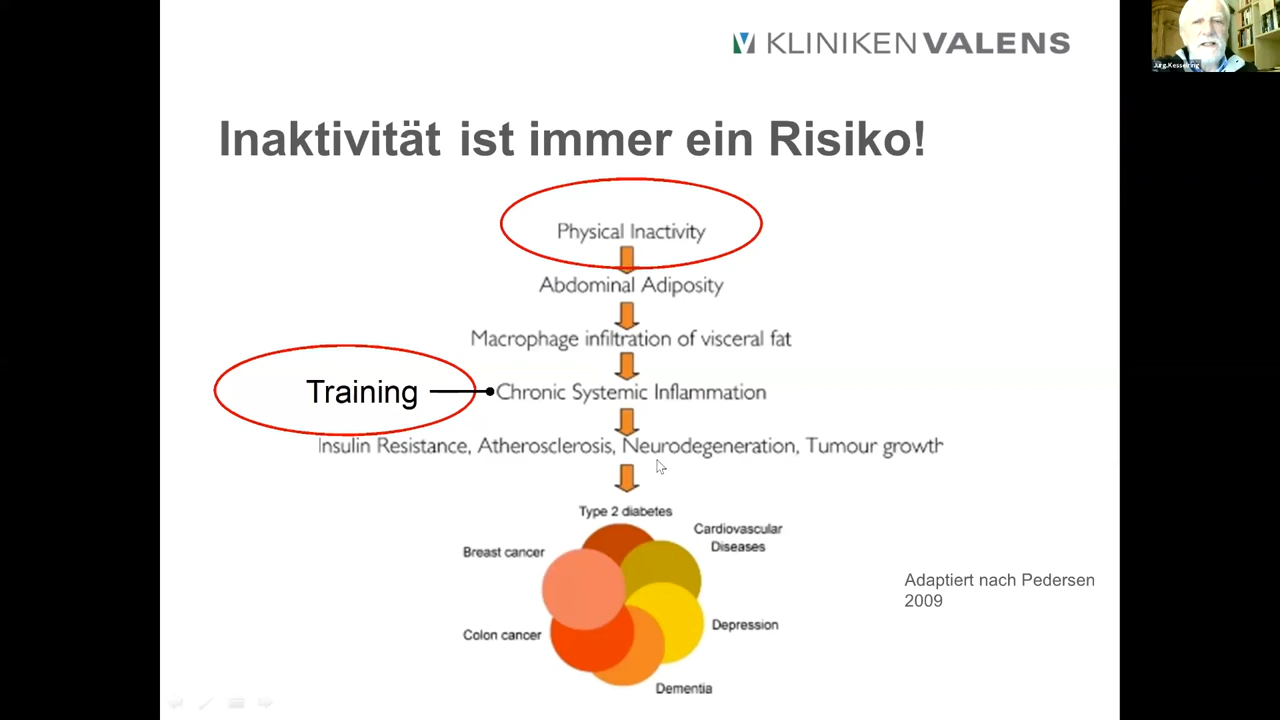 KLINIKEN VALENS
Jürg.Kesselring
Inaktivität ist immer ein Risiko!
Physical Inactivity
Abdominal Adiposity
Macrophage infiltration of visceral fat
Training
Chronic Systemic Inflammation
Insulin Resistance, Atherosclerosis, Neurodegeneration, Tumour growth
Type 2 diabetes
Cardiovascular
Diseases
Breast cancer
Adaptiert nach Pedersen
2009
Depression
Colon cancer
Dementia